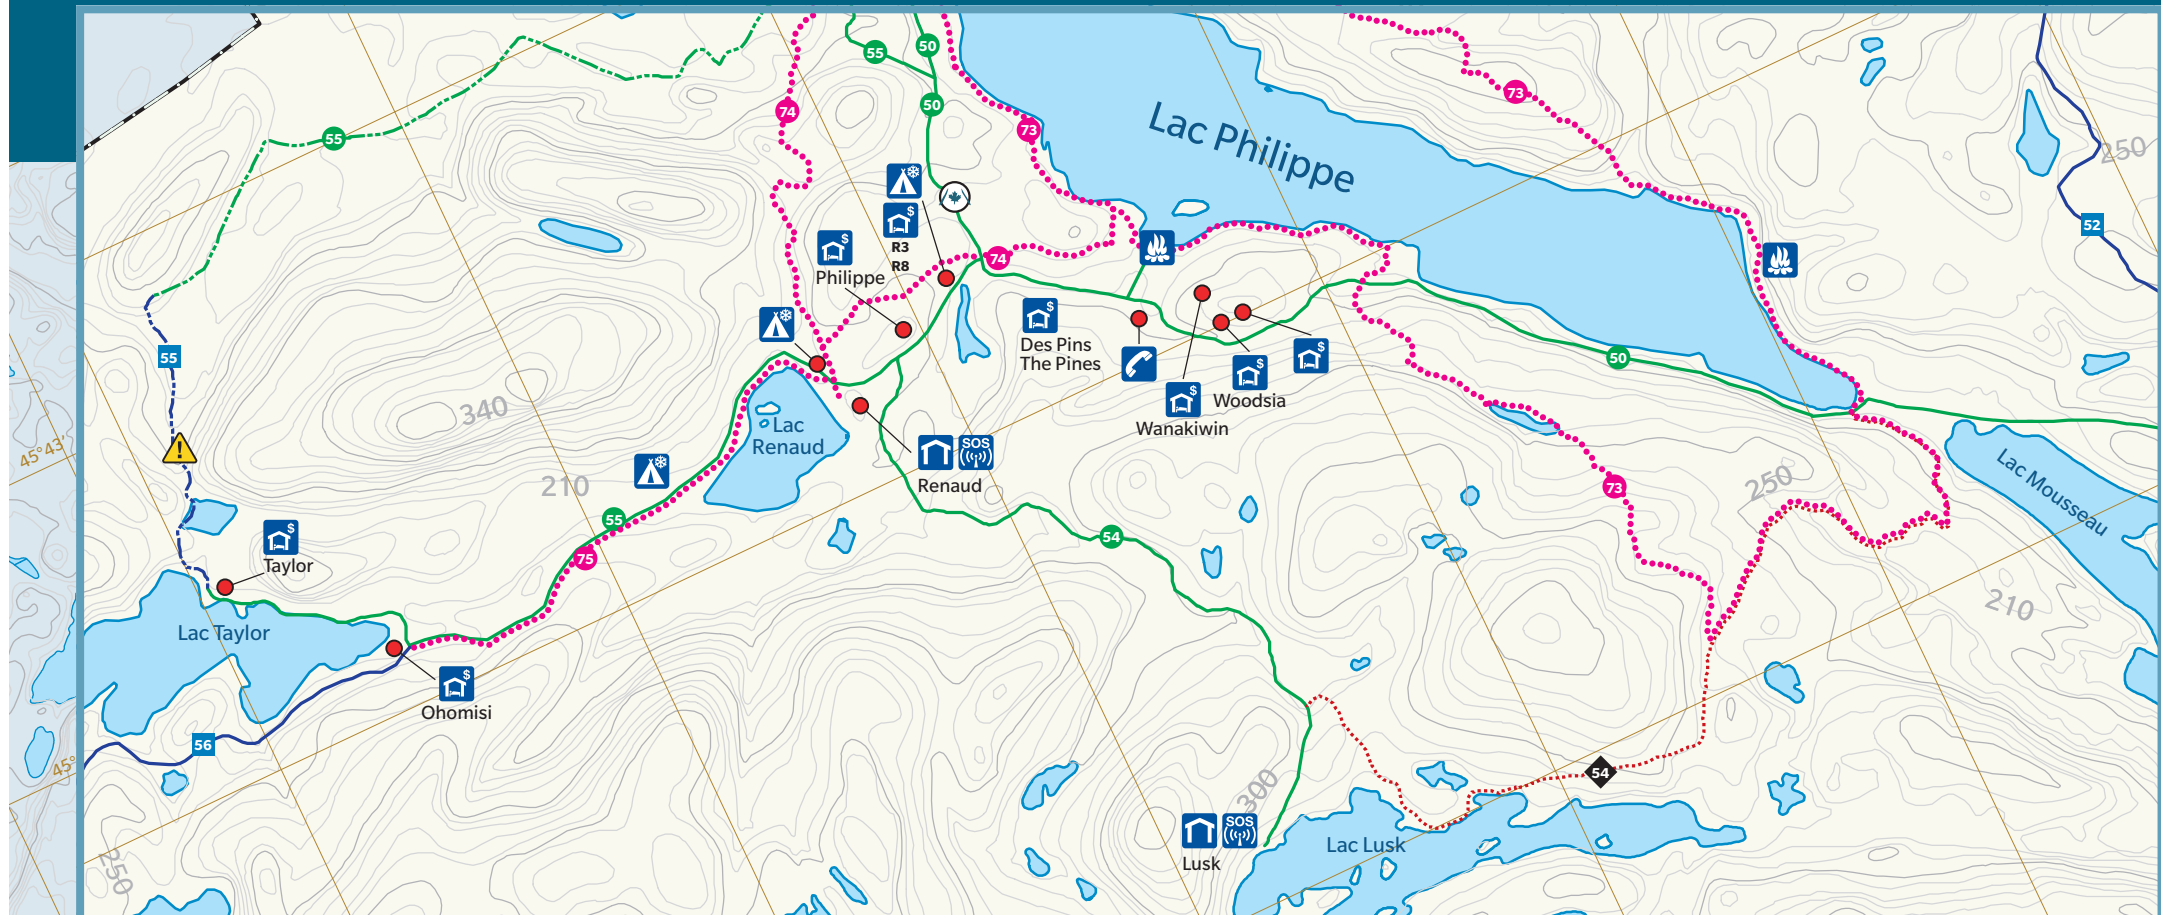 55
50
50
74
73
73
Lac Philippe
55
250
52
$
R3
R8
$
Philippe
74
$
Des Pins
The Pines
55
50
$
$
Woodsia
$
Wanakiwin
340
Lac
Renaud
45°43'
SOS
Renaud
210
Lac Mousseau
250
73
55
54
75
$
Taylor
210
Lac Taylor
$
Ohomisi
56
45°
54
300
SOS
Lusk
Lac Lusk
250